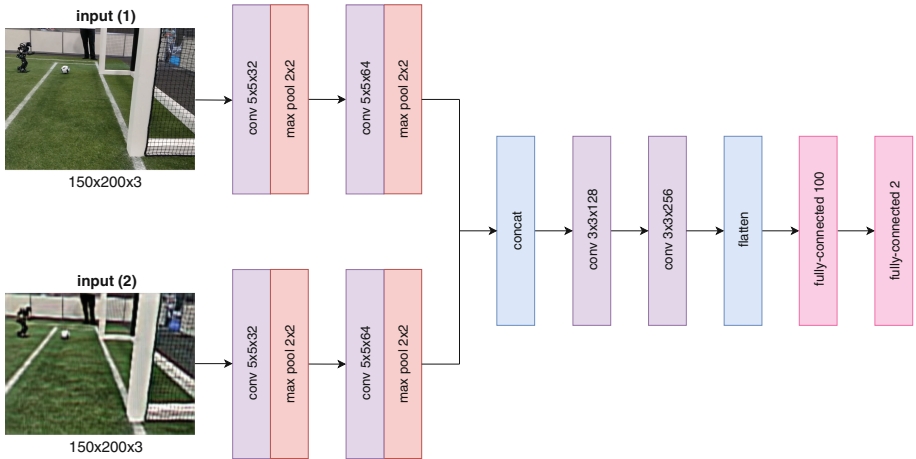 input (1)
150x200x3
conv 5x5x32
max pool 2x2
conv 5x5x64
max pool 2x2
input (2)
150x200x3
conv 5x5x32
max pool 2x2
conv 5x5x64
max pool 2x2
concat
conv 3x3x128
conv 3x3x256
flatten
fully-connected 100
fully-connected 2